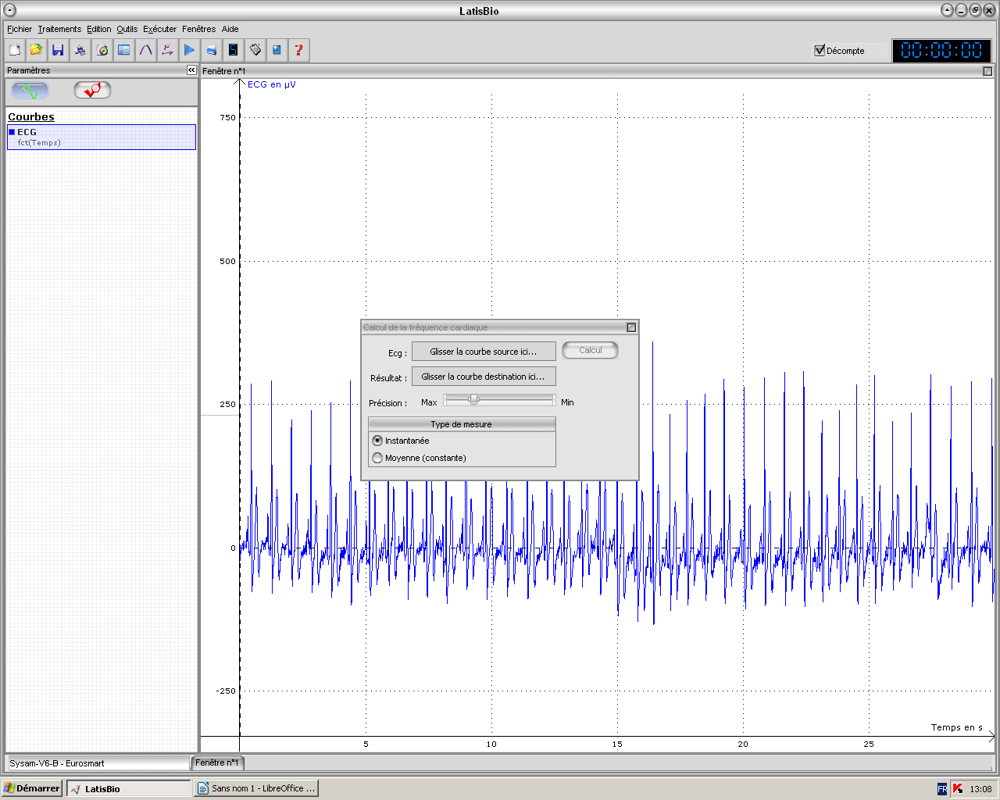 LatisBio
Fichier Traitements Edition Outils Exécuter Fenêtres Aide
Décompte
00:00:00
Paramètres
Fenêtre n°1
Courbes
ECG
fct(Temps)
ECG en µV
750
500
250
0
-250
5
10
15
20
25
Temps en s
Calcul de la fréquence cardiaque
Ecg :
Glisser la courbe source ici...
Calcul
Résultat :
Glisser la courbe destination ici...
Précision :
Max
Min
Type de mesure
Instantanée
Moyenne (constante)
Sysam-V6-B - Eurosmart
Fenêtre n°1
Démarrer
LatisBio
Sans nom 1 - LibreOffice ...
FR
13:08